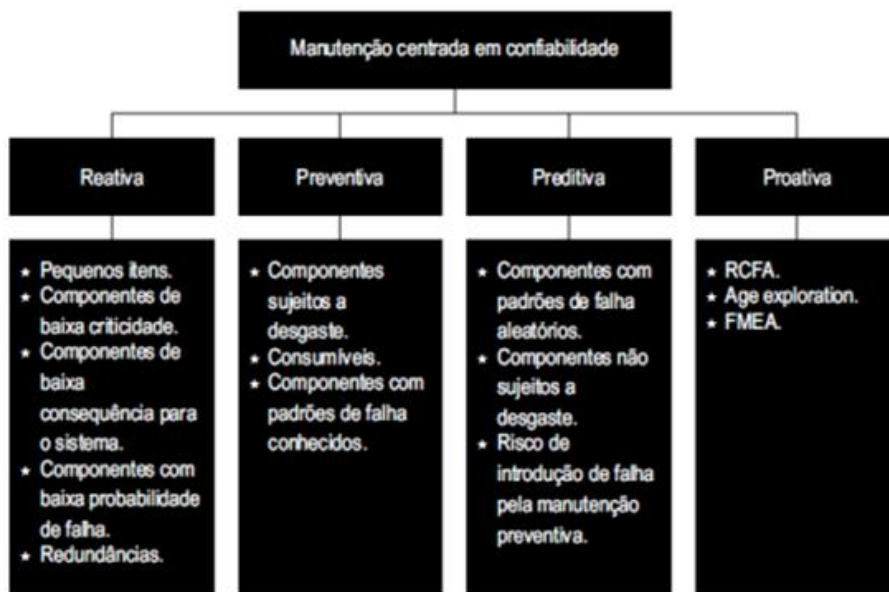 Manutenção centrada em confiabilidade
Reativa
Preventiva
Preditiva
Proativa
★ Pequenos itens.
★ Componentes de
baixa criticidade.
★ Componentes de
baixa
consequência para
o sistema.
★ Componentes com
baixa probabilidade
de falha.
★ Redundâncias.
★ Componentes
sujeitos a
desgaste.
★ Consumíveis.
★ Componentes com
padrões de falha
conhecidos.
★ Componentes com
padrões de falha
aleatórios.
★ Componentes não
sujeitos a
desgaste.
★ Risco de
introdução de falha
pela manutenção
preventiva.
★ RCFA.
★ Age exploration.
★ FMEA.